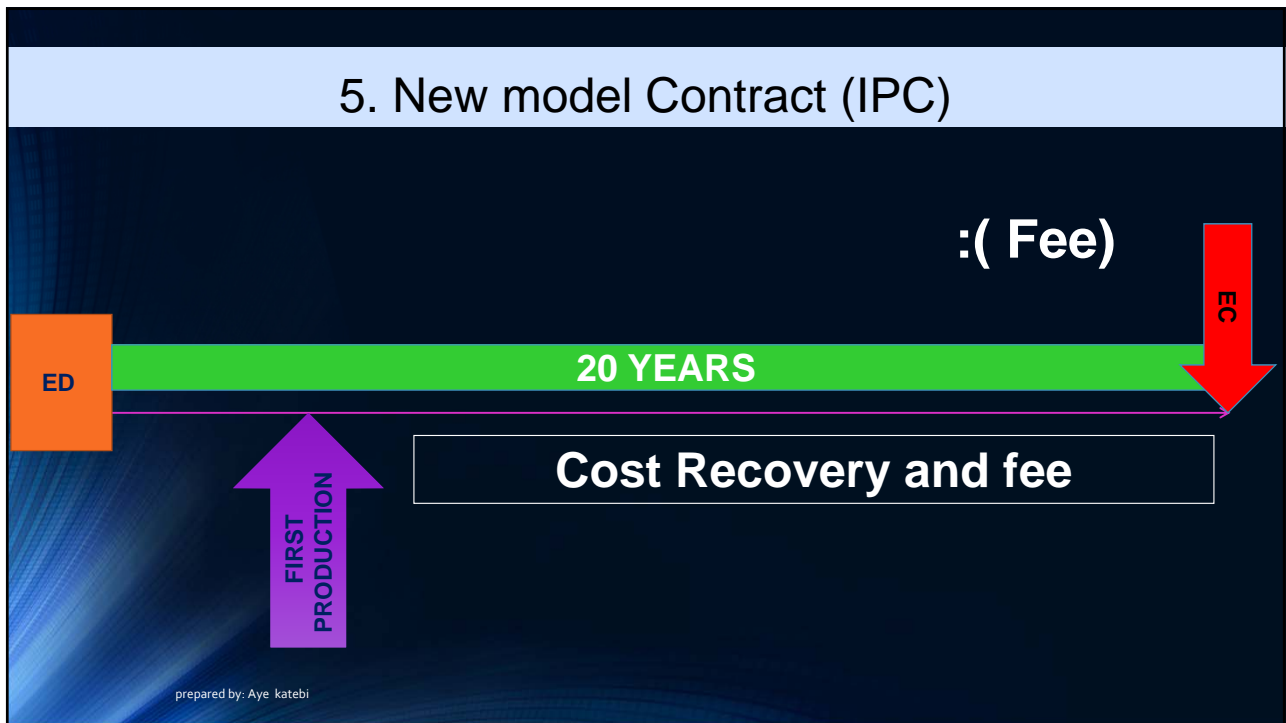 5. New model Contract (IPC)
:( Fee)
EC
ED
20 YEARS
Cost Recovery and fee
FIRST
PRODUCTION
prepared by: Aye katebi